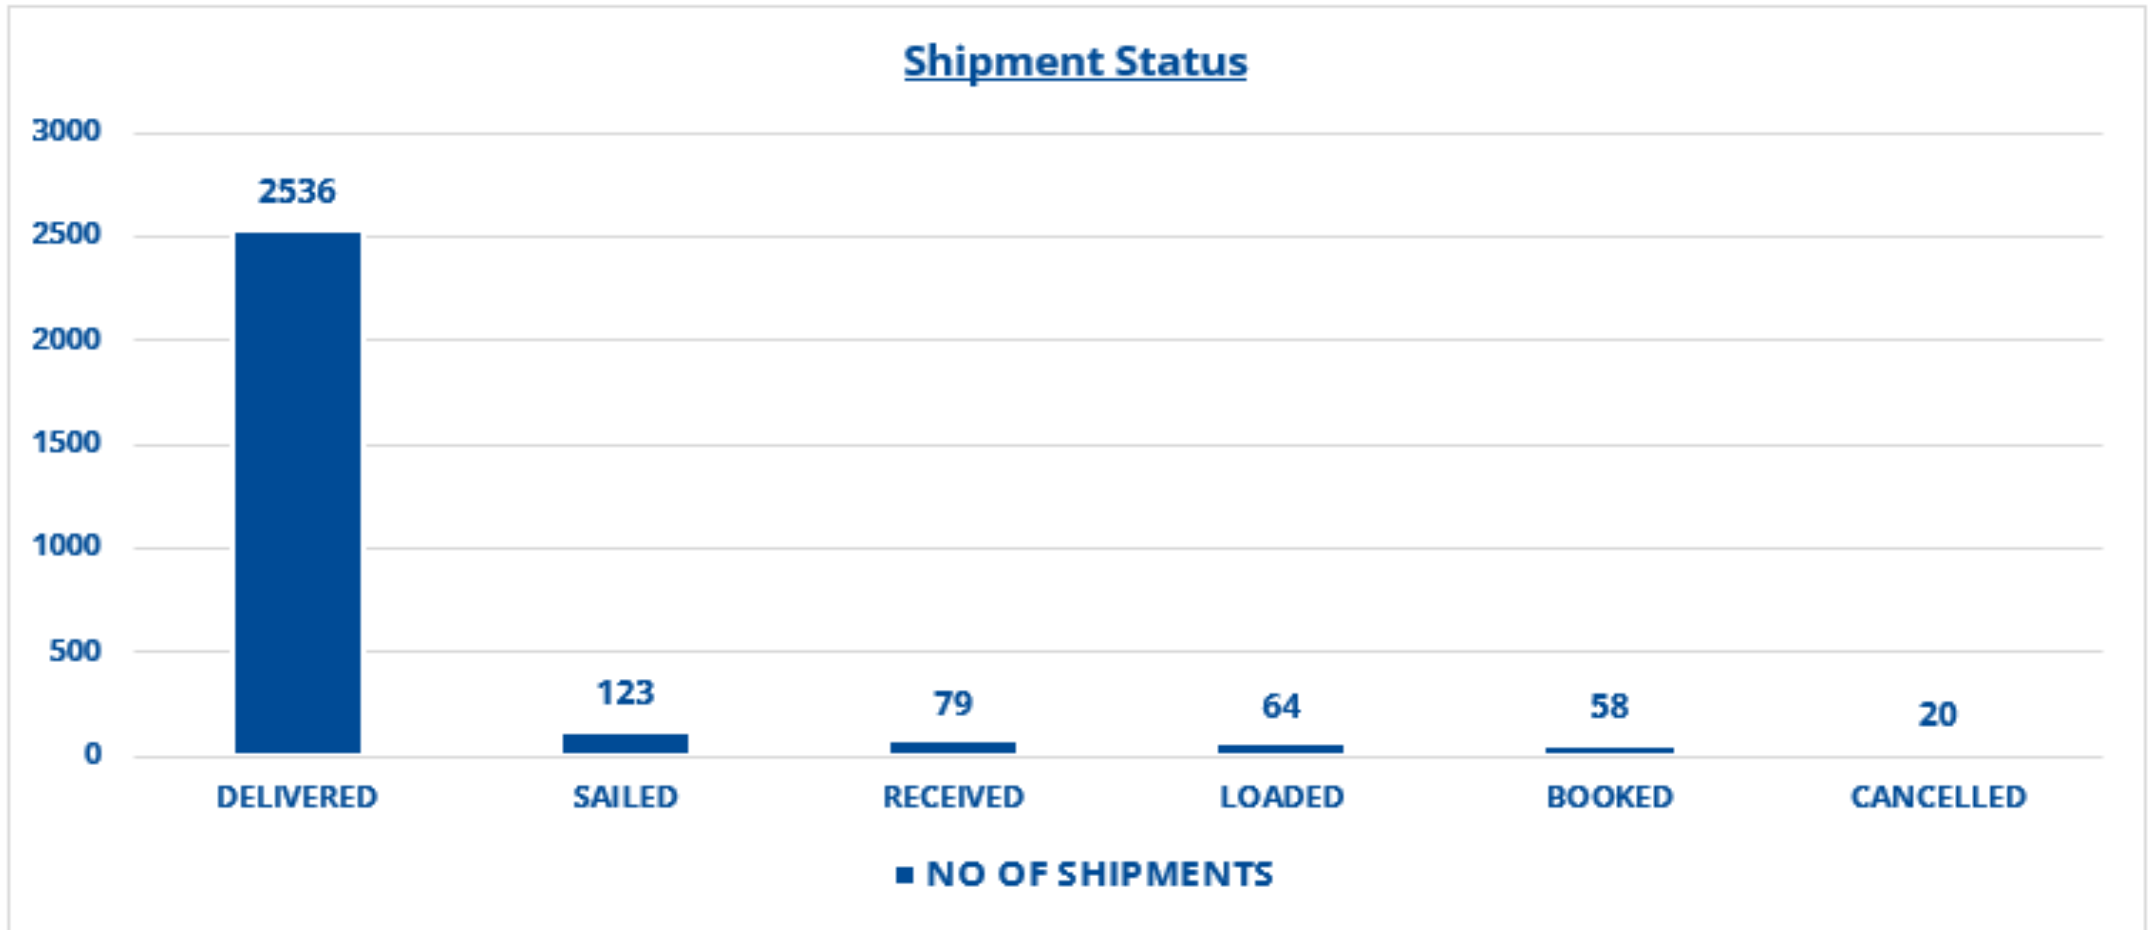 Shipment Status
3000
2500
2000
1500
1000
500
0
2536
123
79
64
58
20
DELIVERED
SAILED
RECEIVED
LOADED
BOOKED
CANCELLED
NO OF SHIPMENTS